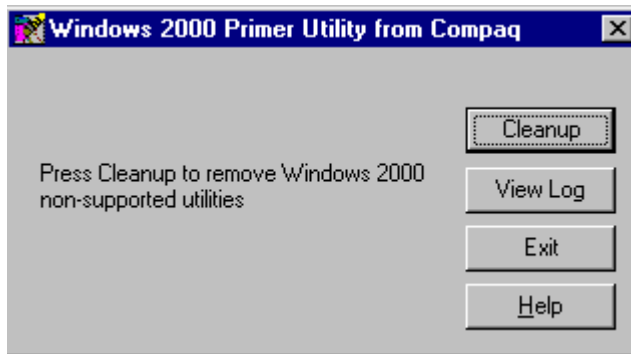 Windows 2000 Primer Utility from Compaq
Cleanup
Press Cleanup to remove Windows 2000
non-supported utilities
View Log
Exit
Help